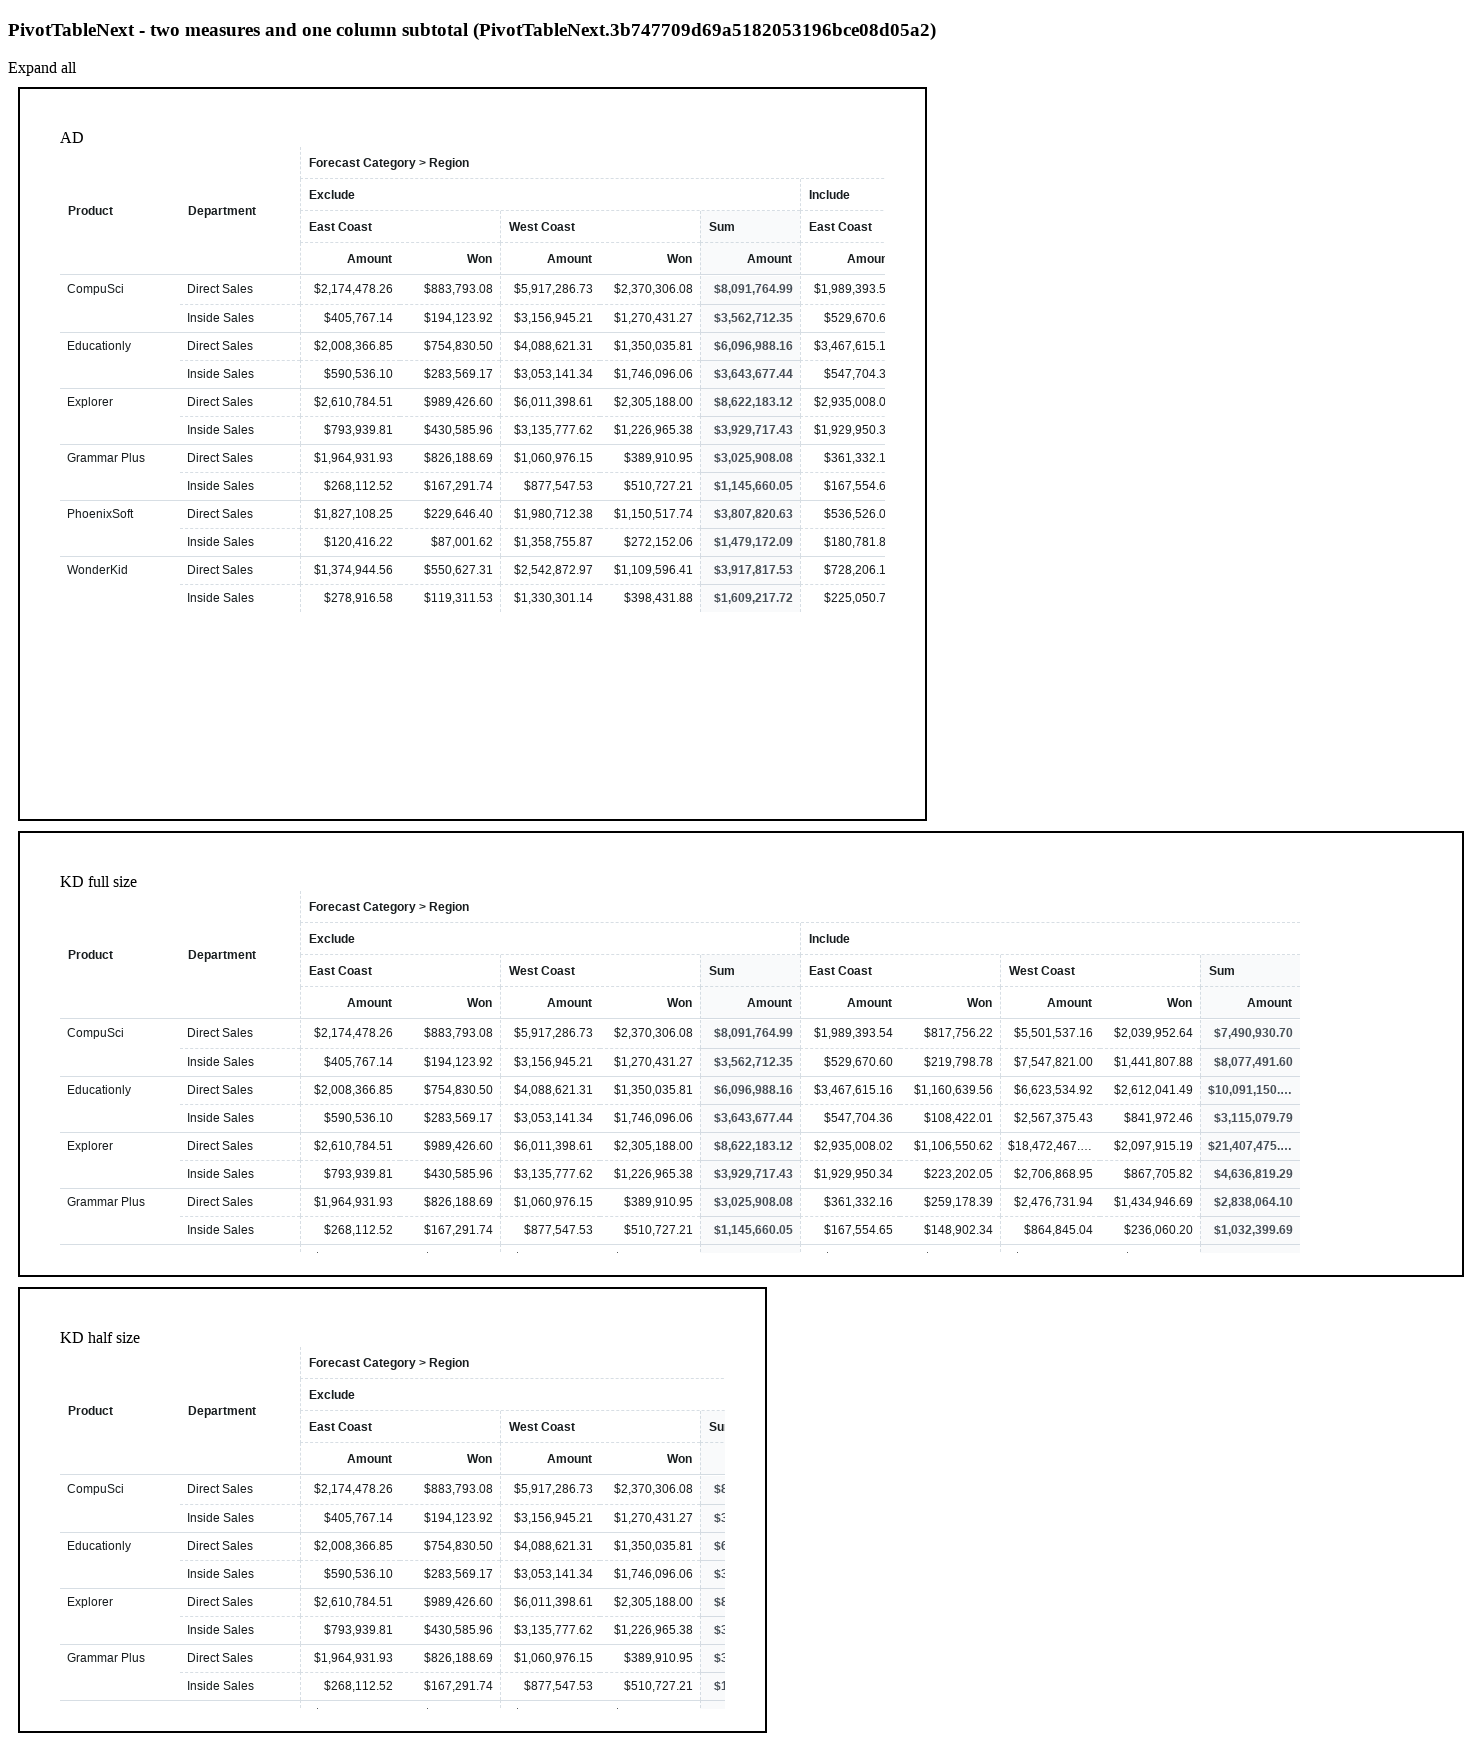 PivotTableNext - two measures and one column subtotal (PivotTableNext.3b747709d69a5182053196bce08d05a2)
Expand all
AD
Forecast Category > Region
Exclude Include
Product Department
East Coast West Coast Sum East Coast
Amount Won Amount Won Amount Amour
CompuSci Direct Sales $2,174,478.26 $883,793.08 $5,917,286.73 $2,370,306.08 $8,091,764.99 $1,989,393.5
Inside Sales $405,767.14 $194,123.92 $3,156,945.21 $1,270,431.27 $3,562,712.35 $529,670.6
Educationly Direct Sales $2,008,366.85 $754,830.50 $4,088,621.31 $1,350,035.81 $6,096,988.16 $3,467,615.1
Inside Sales $590,536.10 $283,569.17 $3,053,141.34 $1,746,096.06 $3,643,677.44 $547,704.3
Explorer Direct Sales $2,610,784.51 $989,426.60 $6,011,398.61 $2,305,188.00 $8,622,183.12 $2,935,008.0
Inside Sales $793,939.81 $430,585.96 $3,135,777.62 $1,226,965.38 $3,929,717.43 $1,929,950.3
Grammar Plus Direct Sales $1,964,931.93 $826,188.69 $1,060,976.15 $389,910.95 $3,025,908.08 $361,332.1
Inside Sales $268,112.52 $167,291.74 $877,547.53 $510,727.21 $1,145,660.05 $167,554.6
PhoenixSoft Direct Sales $1,827,108.25 $229,646.40 $1,980,712.38 $1,150,517.74 $3,807,820.63 $536,526.0
Inside Sales $120,416.22 $87,001.62 $1,358,755.87 $272,152.06 $1,479,172.09 $180,781.8
WonderKid Direct Sales $1,374,944.56 $550,627.31 $2,542,872.97 $1,109,596.41 $3,917,817.53 $728,206.1
Inside Sales $278,916.58 $119,311.53 $1,330,301.14 $398,431.88 $1,609,217.72 $225,050.7
KD full size
Forecast Category > Region
Exclude Include
Product Department
East Coast West Coast Sum East Coast West Coast Sum
Amount Won Amount Won Amount Amount Won Amount Won Amount
CompuSci Direct Sales $2,174,478.26 $883,793.08 $5,917,286.73 $2,370,306.08 $8,091,764.99 $1,989,393.54 $817,756.22 $5,501,537.16 $2,039,952.64 $7,490,930.70
Inside Sales $405,767.14 $194,123.92 $3,156,945.21 $1,270,431.27 $3,562,712.35 $529,670.60 $219,798.78 $7,547,821.00 $1,441,807.88 $8,077,491.60
Educationly Direct Sales $2,008,366.85 $754,830.50 $4,088,621.31 $1,350,035.81 $6,096,988.16 $3,467,615.16 $1,160,639.56 $6,623,534.92 $2,612,041.49 $10,091,150.…
Inside Sales $590,536.10 $283,569.17 $3,053,141.34 $1,746,096.06 $3,643,677.44 $547,704.36 $108,422.01 $2,567,375.43 $841,972.46 $3,115,079.79
Explorer Direct Sales $2,610,784.51 $989,426.60 $6,011,398.61 $2,305,188.00 $8,622,183.12 $2,935,008.02 $1,106,550.62 $18,472,467.… $2,097,915.19 $21,407,475.…
Inside Sales $793,939.81 $430,585.96 $3,135,777.62 $1,226,965.38 $3,929,717.43 $1,929,950.34 $223,202.05 $2,706,868.95 $867,705.82 $4,636,819.29
Grammar Plus Direct Sales $1,964,931.93 $826,188.69 $1,060,976.15 $389,910.95 $3,025,908.08 $361,332.16 $259,178.39 $2,476,731.94 $1,434,946.69 $2,838,064.10
Inside Sales $268,112.52 $167,291.74 $877,547.53 $510,727.21 $1,145,660.05 $167,554.65 $148,902.34 $864,845.04 $236,060.20 $1,032,399.69
KD half size
Forecast Category > Region
Exclude
Product Department
East Coast West Coast Su
Amount Won Amount Won
CompuSci Direct Sales $2,174,478.26 $883,793.08 $5,917,286.73 $2,370,306.08 $8
Inside Sales $405,767.14 $194,123.92 $3,156,945.21 $1,270,431.27 $3
Educationly Direct Sales $2,008,366.85 $754,830.50 $4,088,621.31 $1,350,035.81 $6
Inside Sales $590,536.10 $283,569.17 $3,053,141.34 $1,746,096.06 $3
Explorer Direct Sales $2,610,784.51 $989,426.60 $6,011,398.61 $2,305,188.00 $8
Inside Sales $793,939.81 $430,585.96 $3,135,777.62 $1,226,965.38 $3
Grammar Plus Direct Sales $1,964,931.93 $826,188.69 $1,060,976.15 $389,910.95 $3
Inside Sales $268,112.52 $167,291.74 $877,547.53 $510,727.21 $1